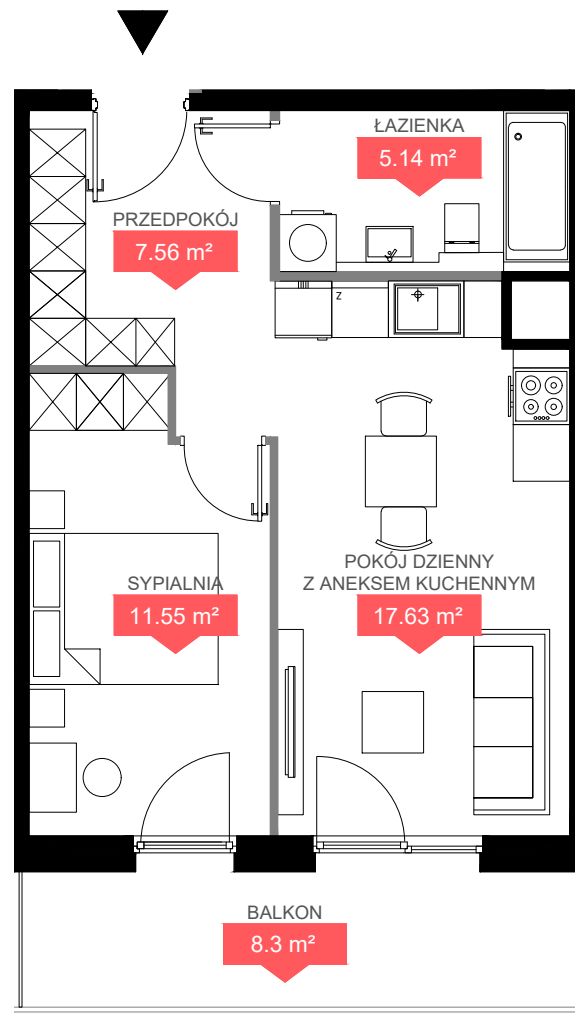 ŁAZIENKA
5.14 m²
PRZEDPOKÓJ
7.56 m²
Z
SYPIALNIA
11.55 m²
POKÓJ DZIENNY
Z ANEKSEM KUCHENNYM
17.63 m²
BALKON
8.3 m²